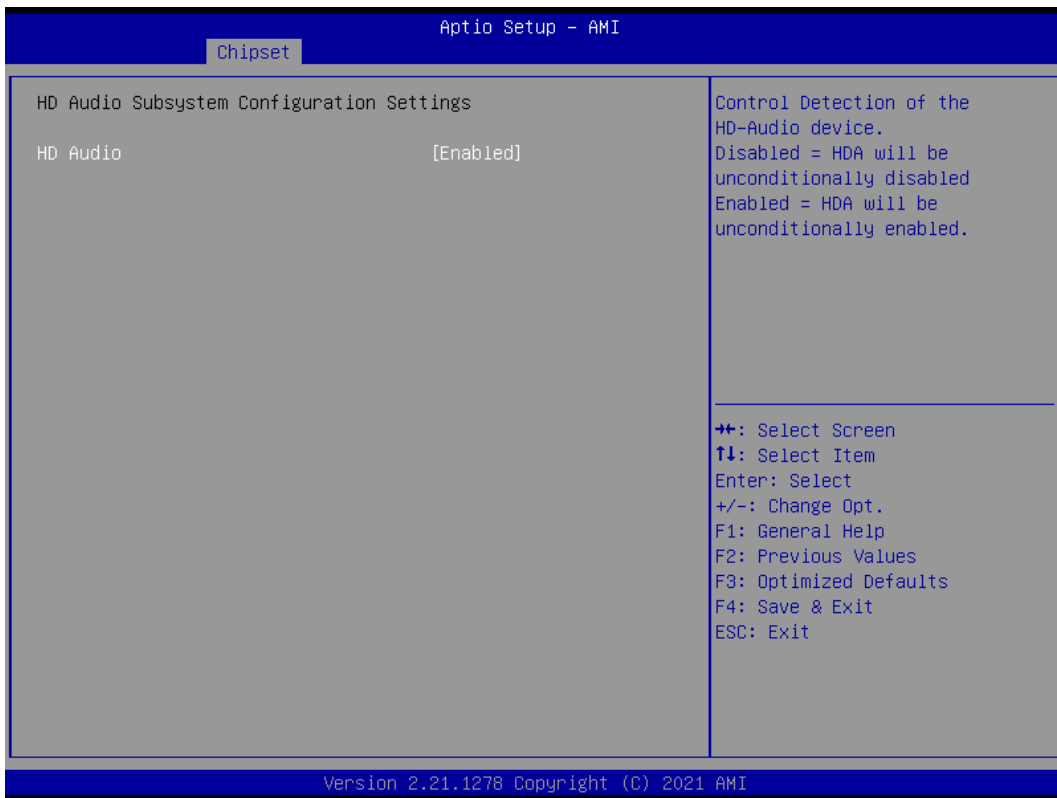 Aptio Setup – AMI
Chipset
HD Audio Subsystem Configuration Settings
HD Audio [Enabled]
Control Detection of the
HD-Audio device.
Disabled = HDA will be
unconditionally disabled
Enabled = HDA will be
unconditionally enabled.
→←: Select Screen
↑↓: Select Item
Enter: Select
+/-: Change Opt.
F1: General Help
F2: Previous Values
F3: Optimized Defaults
F4: Save & Exit
ESC: Exit
Version 2.21.1278 Copyright (C) 2021 AMI